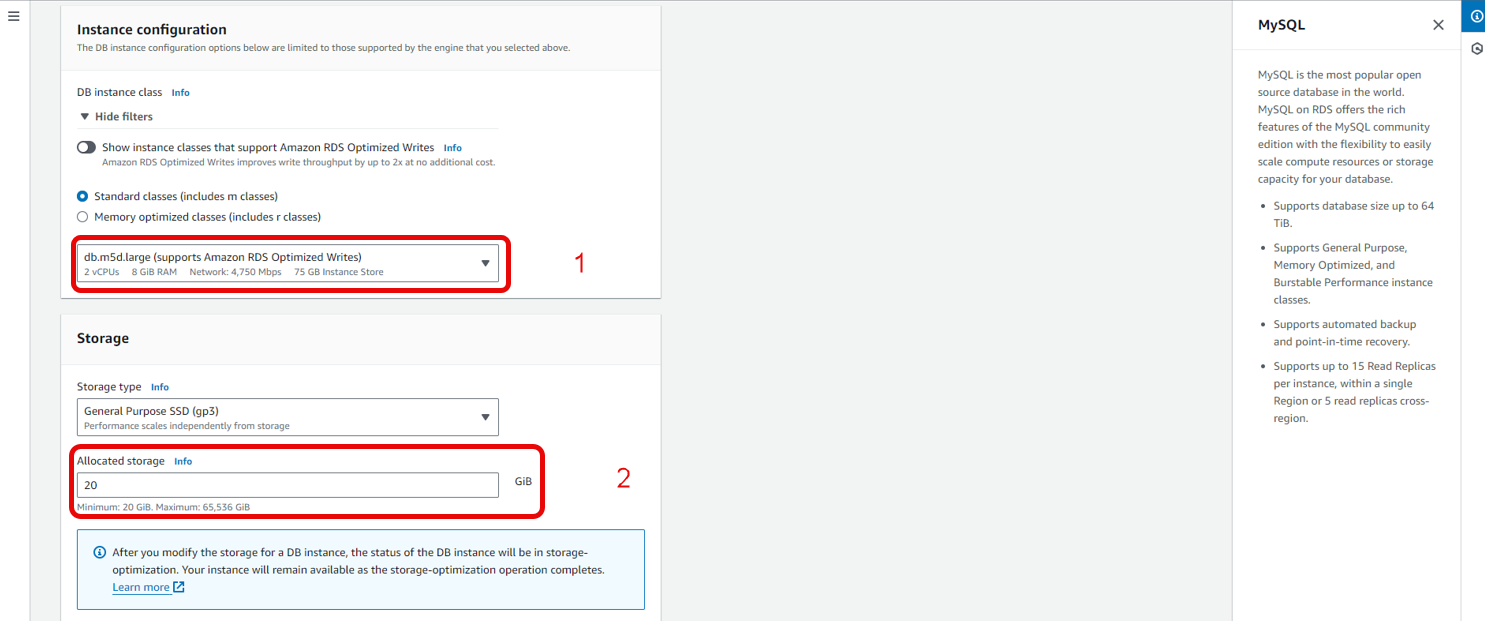 Instance configuration
The DB instance configuration options below are limited to those supported by the engine that you selected above.
DB instance class Info
Hide filters
Show instance classes that support Amazon RDS Optimized Writes Info
Amazon RDS Optimized Writes improves write throughput by up to 2x at no additional cost.
Standard classes (includes m classes)
Memory optimized classes (includes r classes)
db.m5d.large (supports Amazon RDS Optimized Writes)
2 vCPUs 8 GiB RAM Network: 4,750 Mbps 75 GB Instance Store
1
Storage
Storage type Info
General Purpose SSD (gp3)
Performance scales independently from storage
Allocated storage Info
20
GiB
Minimum: 20 GiB. Maximum: 65,536 GiB
2
After you modify the storage for a DB instance, the status of the DB instance will be in storage-
optimization. Your instance will remain available as the storage-optimization operation completes.
Learn more
MySQL
MySQL is the most popular open
source database in the world.
MySQL on RDS offers the rich
features of the MySQL community
edition with the flexibility to easily
scale compute resources or storage
capacity for your database.
• Supports database size up to 64
TiB.
• Supports General Purpose,
Memory Optimized, and
Burstable Performance instance
classes.
• Supports automated backup
and point-in-time recovery.
• Supports up to 15 Read Replicas
per instance, within a single
Region or 5 read replicas cross-
region.